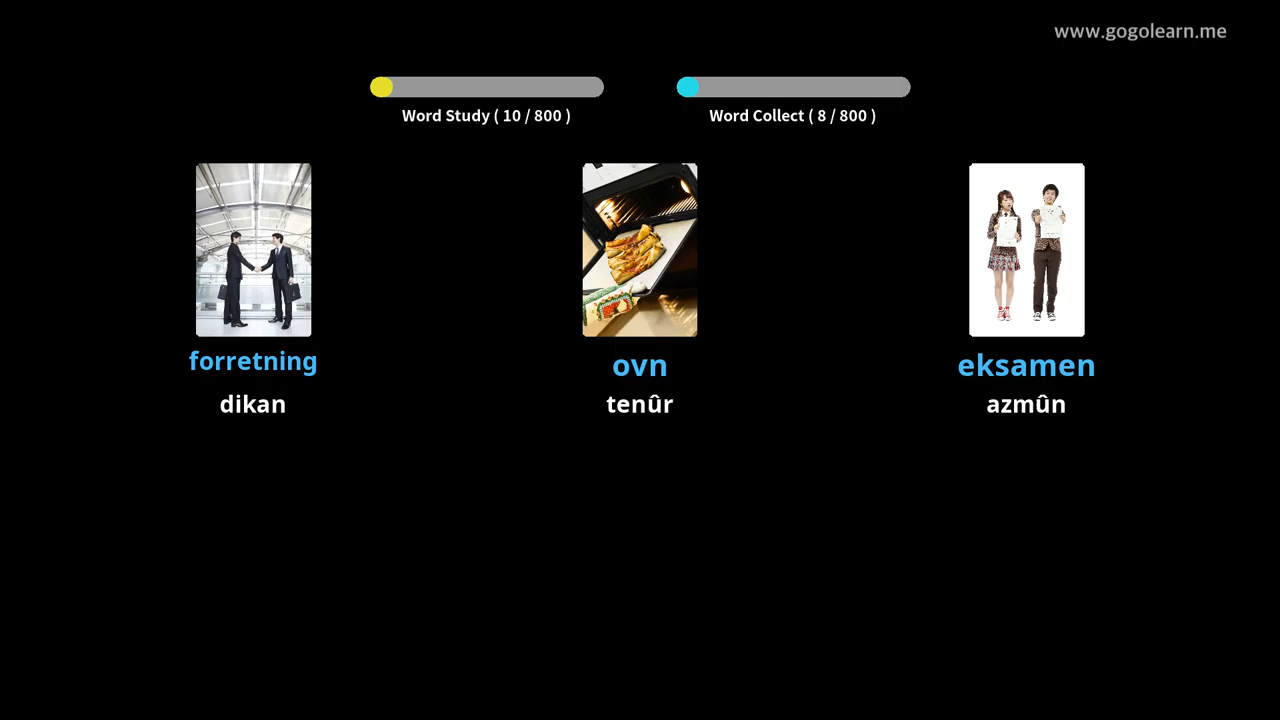 www.gogolearn.me
Word Study ( 10 / 800 )
Word Collect ( 8 / 800 )
forretning
ovn
eksamen
dikan
tenûr
azmûn